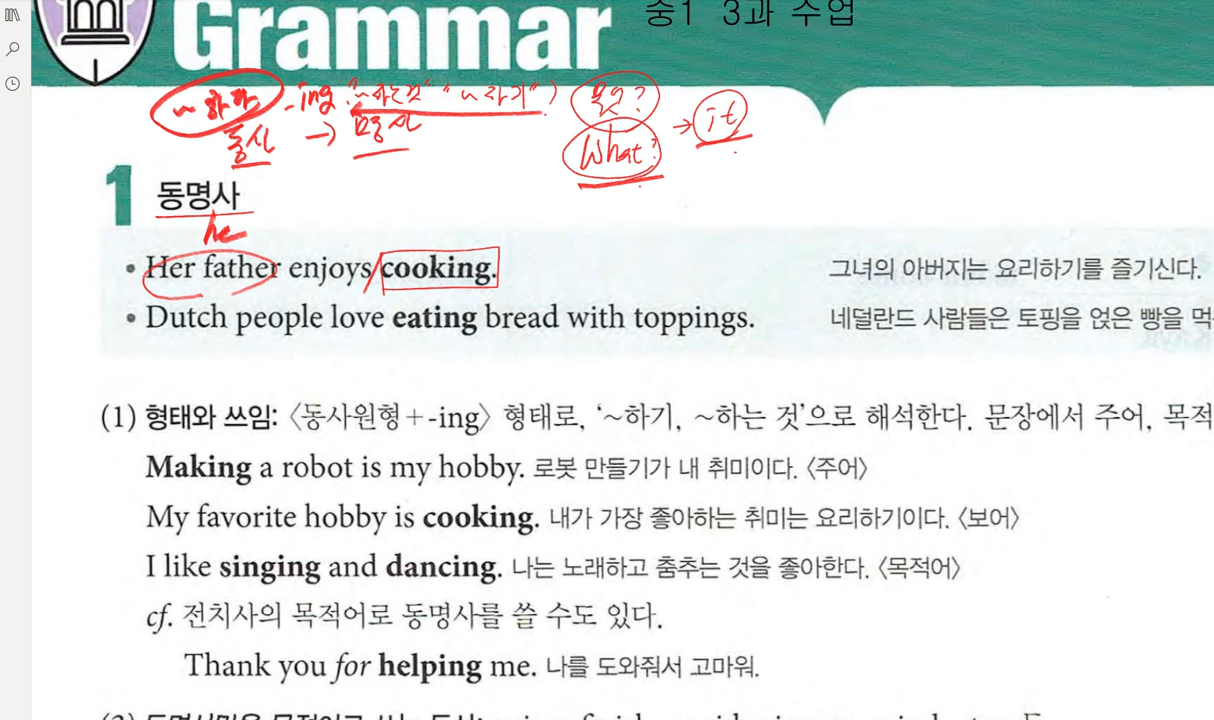 Grammar 중1 3과 수업
~하다 -ing "~하는것" "~하기" 무엇?
동사 → 명사 What? → it
1 동명사
he
• Her father enjoys/cooking. 그녀의 아버지는 요리하기를 즐기신다.
• Dutch people love eating bread with toppings. 네덜란드 사람들은 토핑을 얹은 빵을 먹
(1) 형태와 쓰임: 〈동사원형+-ing〉 형태로, ‘~하기, ~하는 것’으로 해석한다. 문장에서 주어, 목적
Making a robot is my hobby. 로봇 만들기가 내 취미이다. 〈주어〉
My favorite hobby is cooking. 내가 가장 좋아하는 취미는 요리하기이다. 〈보어〉
I like singing and dancing. 나는 노래하고 춤추는 것을 좋아한다. 〈목적어〉
cf. 전치사의 목적어로 동명사를 쓸 수도 있다.
Thank you for helping me. 나를 도와줘서 고마워.